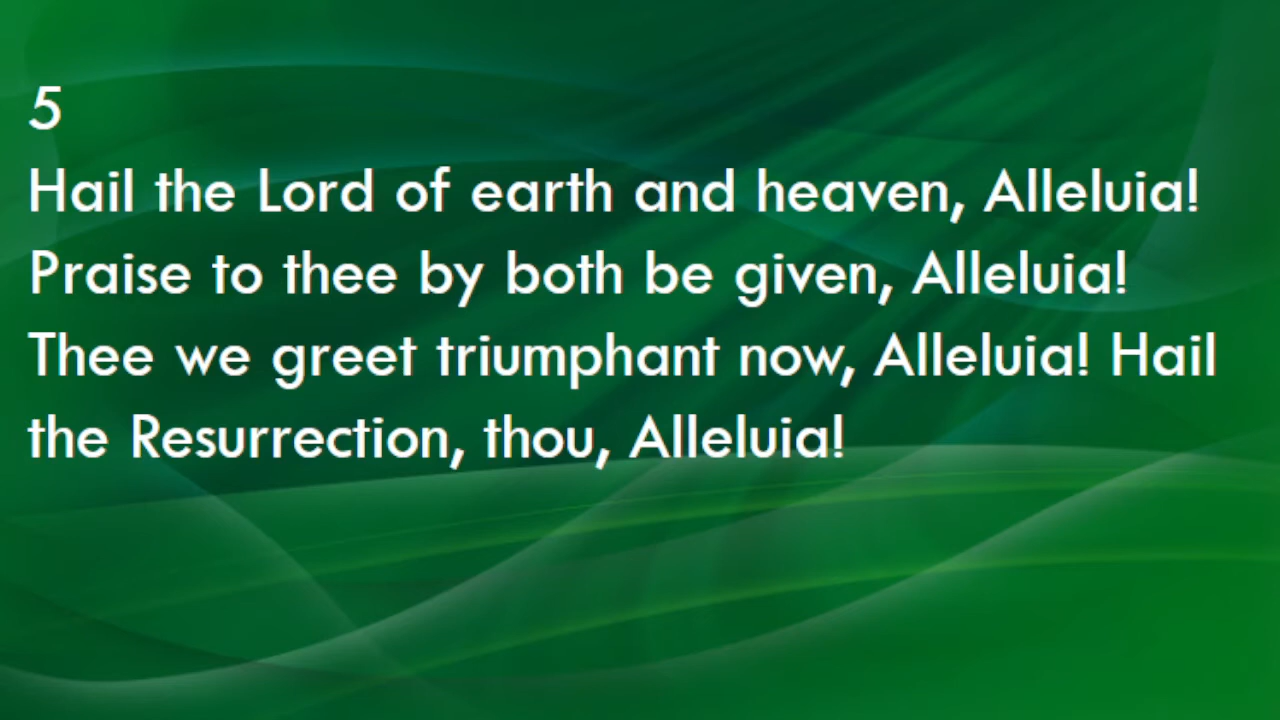 5
Hail the Lord of earth and heaven, Alleluia!
Praise to thee by both be given, Alleluia!
Thee we greet triumphant now, Alleluia! Hail
the Resurrection, thou, Alleluia!